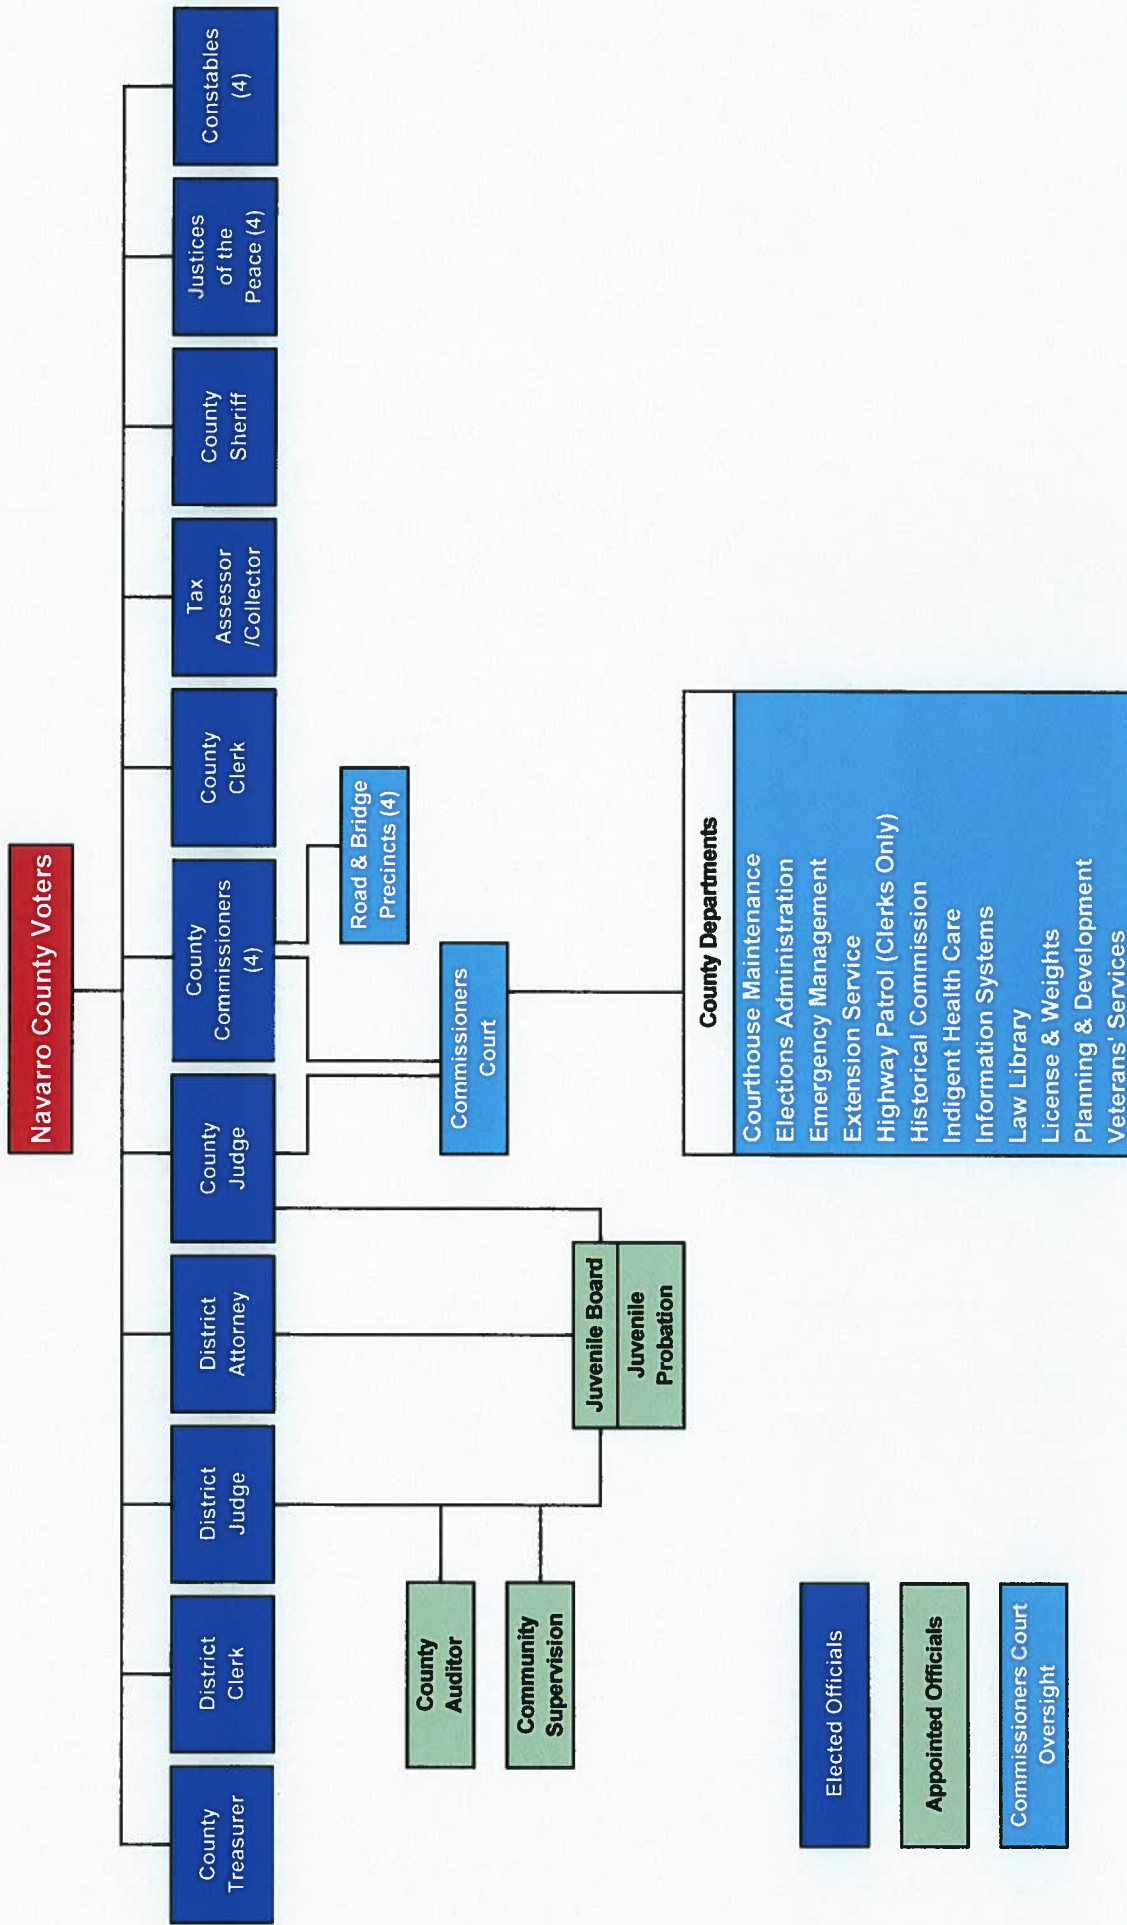 Navarro County Voters
County
Treasurer
District
Clerk
District
Judge
District
Attorney
County
Judge
County
Commissioners
(4)
County
Clerk
Tax
Assessor
/Collector
County
Sheriff
Justices
of the
Peace (4)
Constables
(4)
Road & Bridge
Precincts (4)
County
Auditor
Commissioners
Court
Community
Supervision
Juvenile Board
Juvenile
Probation
County Departments
Courthouse Maintenance
Elections Administration
Emergency Management
Extension Service
Highway Patrol (Clerks Only)
Historical Commission
Indigent Health Care
Information Systems
Law Library
License & Weights
Planning & Development
Veterans' Services
Elected Officials
Appointed Officials
Commissioners Court
Oversight